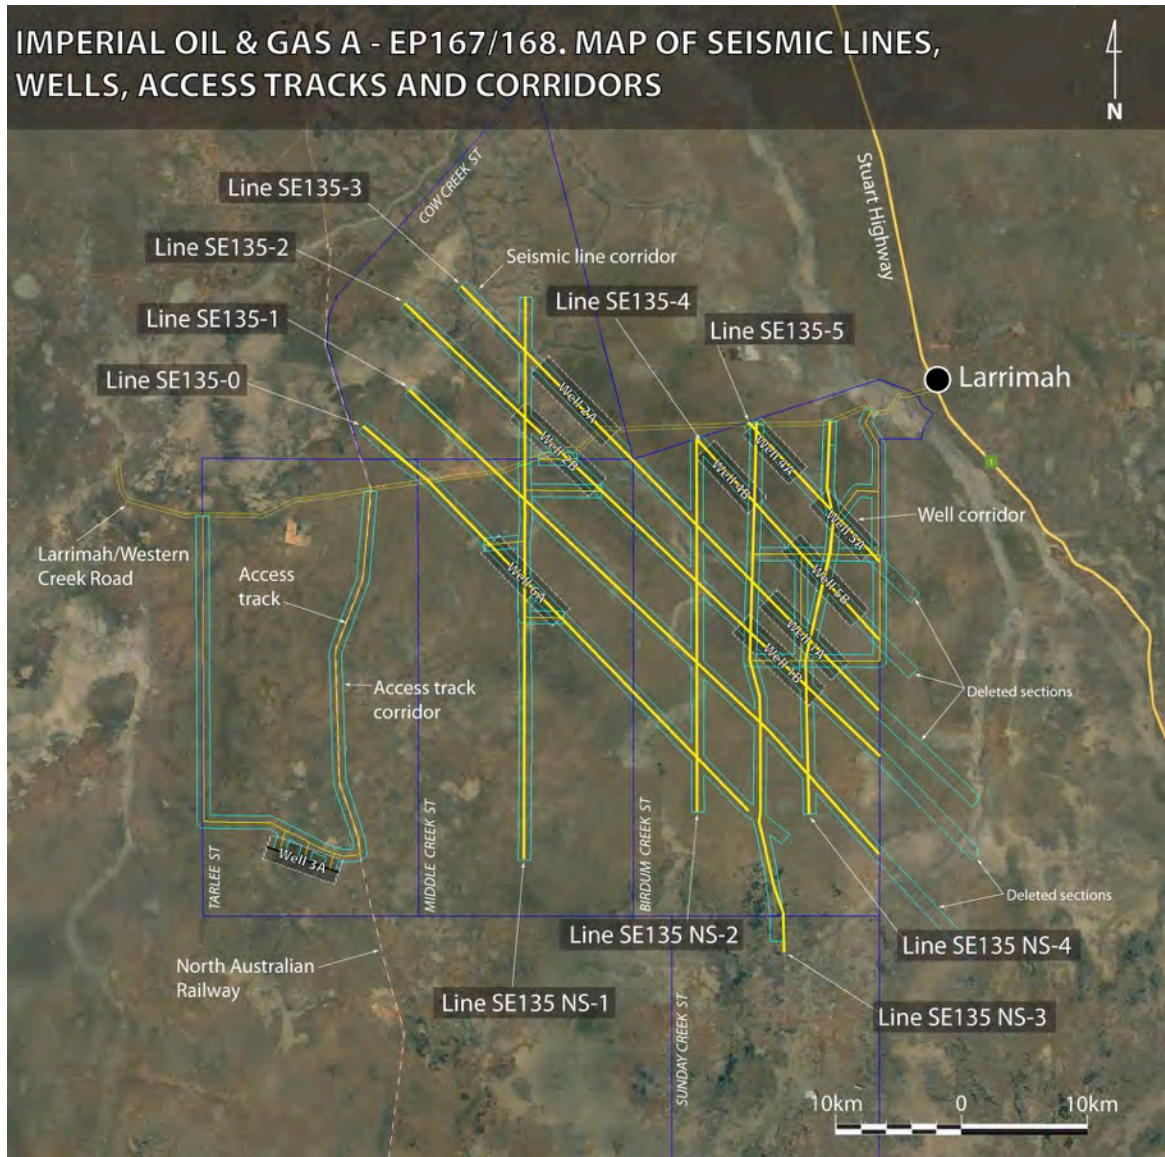 IMPERIAL OIL & GAS A - EP167/168. MAP OF SEISMIC LINES,
WELLS, ACCESS TRACKS AND CORRIDORS
N
COW CREEK ST
Stuart Highway
Line SE135-3
Line SE135-2
Seismic line corridor
Line SE135-4
Line SE135-1
Line SE135-5
Line SE135-0
Larrimah
Well 2A
Well 2B
Well 4A
Well 4B
1
Well corridor
Well 5A
Larrimah/Western
Creek Road
Access
track
Well 6A
Well 5B
Well 1A
Well 1B
Access track
corridor
Deleted sections
TARLEE ST
MIDDLE CREEK ST
BIRDUM CREEK ST
Well 3A
Deleted sections
Line SE135 NS-2
Line SE135 NS-4
North Australian
Railway
Line SE135 NS-1
SUNDAY CREEK ST
Line SE135 NS-3
10km 0 10km